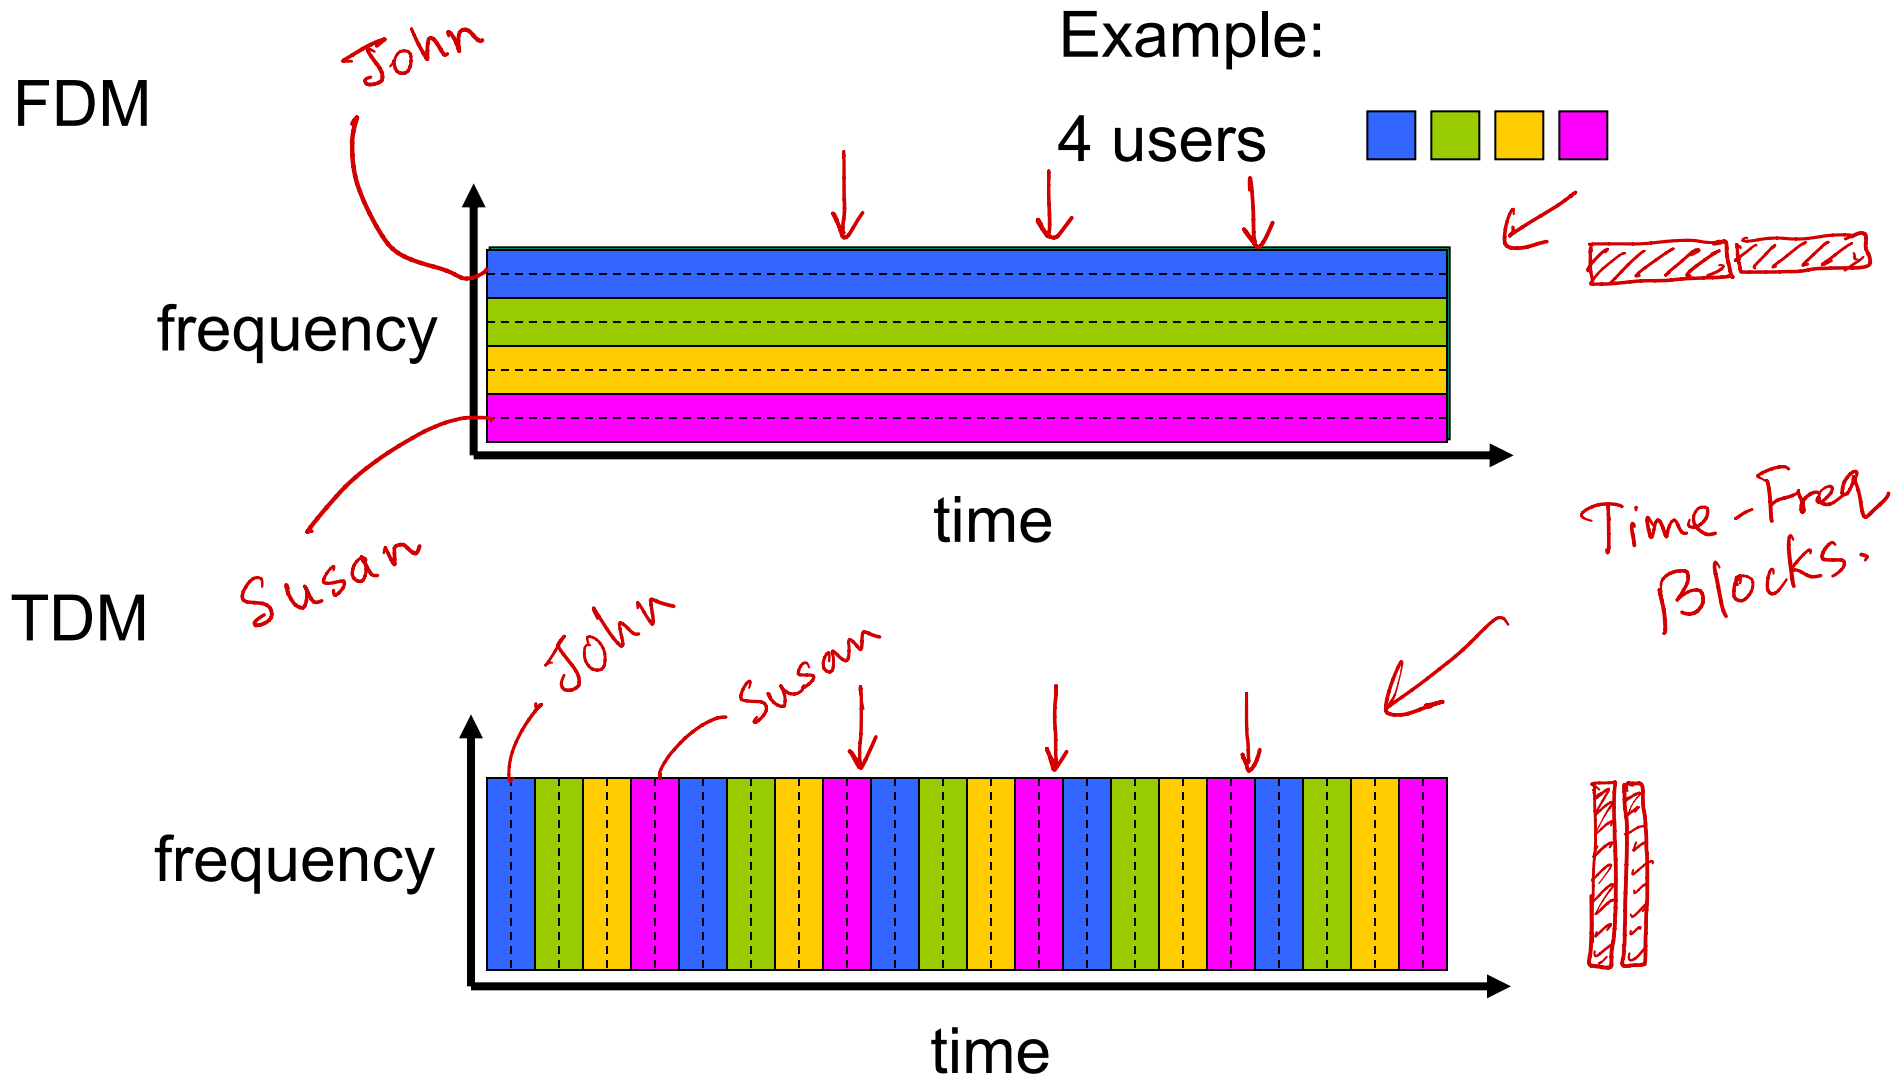 John
Example:
FDM
4 users
frequency
time
Time-Freq
Blocks.
Susan
TDM
John
Susan
frequency
time